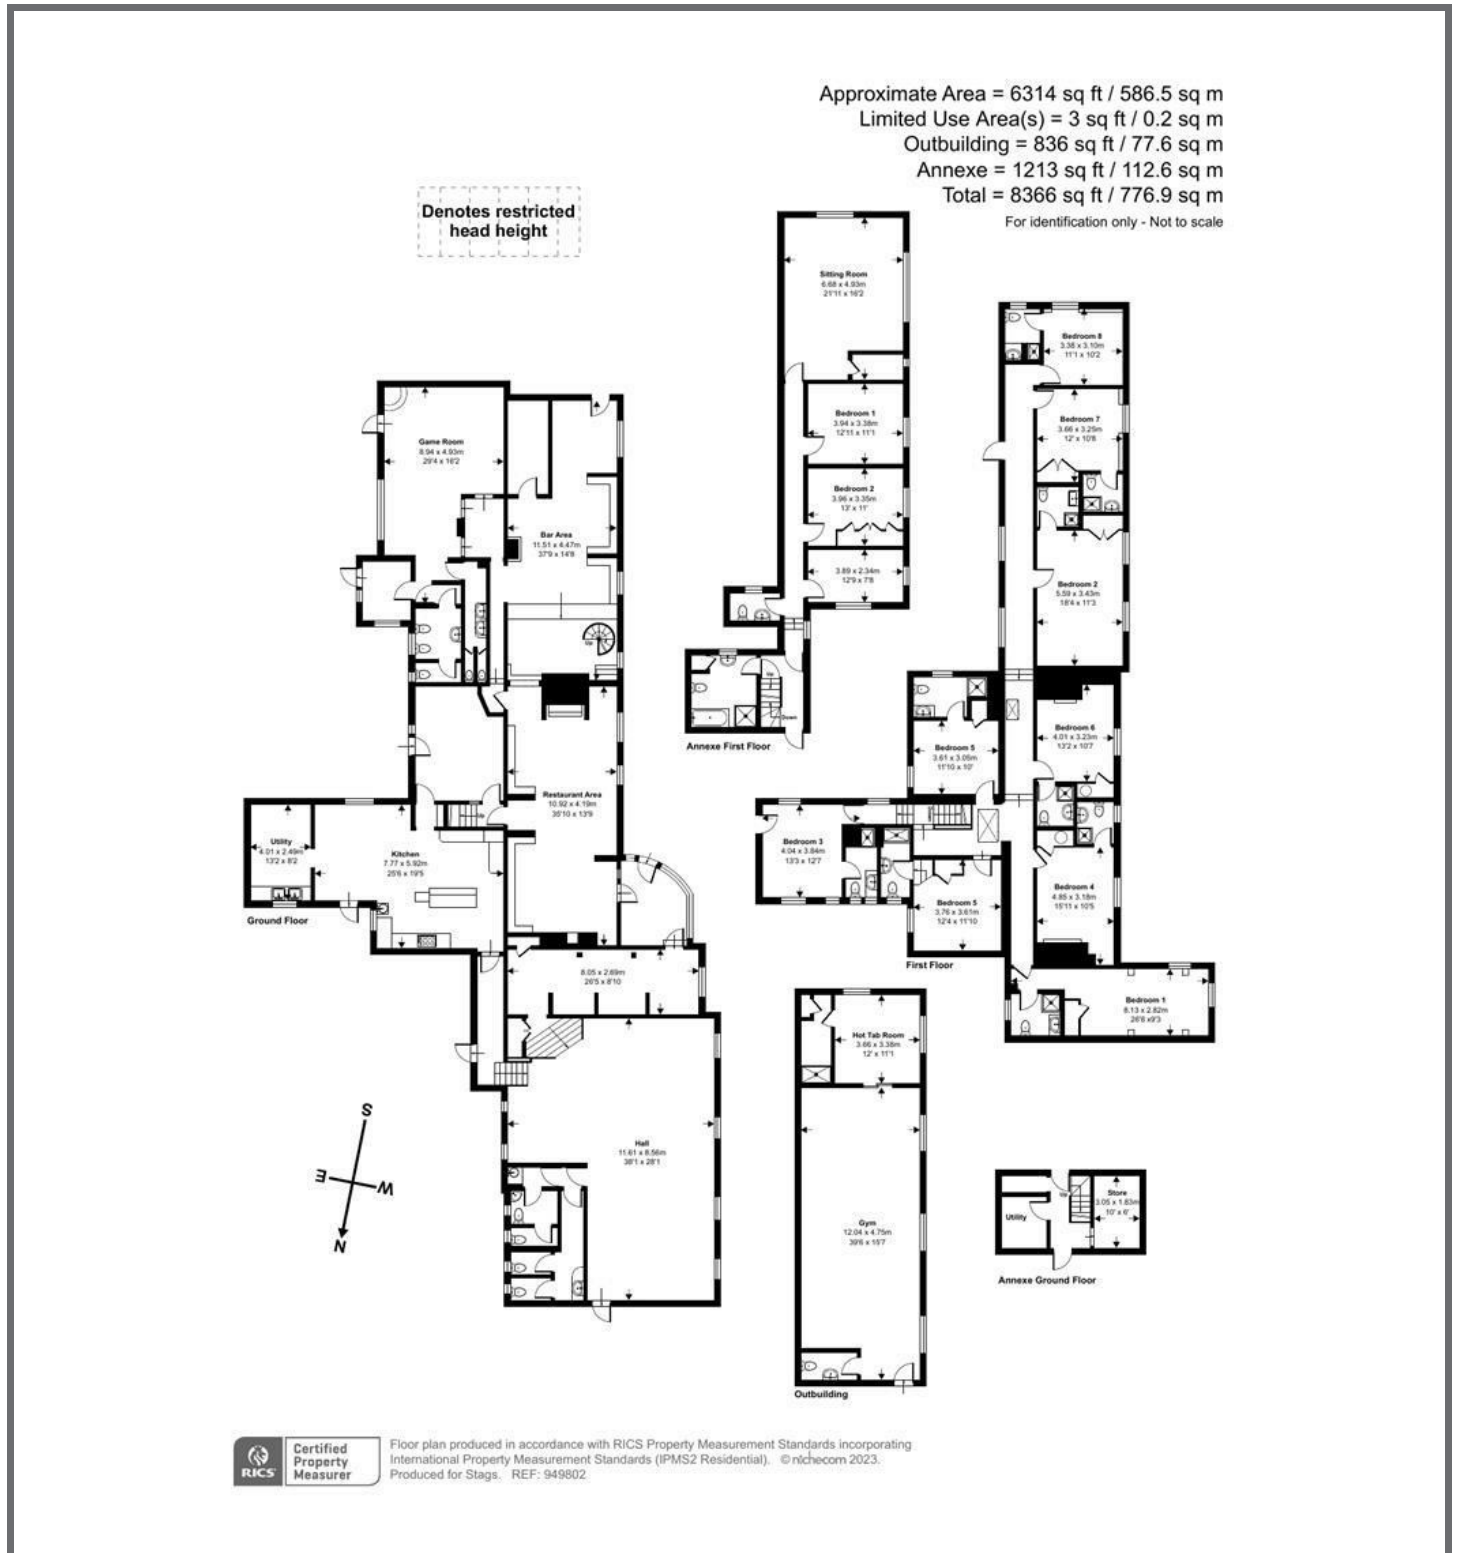 Approximate Area = 6314 sq ft / 586.5 sq m
Limited Use Area(s) = 3 sq ft / 0.2 sq m
Outbuilding = 836 sq ft / 77.6 sq m
Annexe = 1213 sq ft / 112.6 sq m
Total = 8366 sq ft / 776.9 sq m
For identification only - Not to scale
Denotes restricted
head height
Game Room
8.94 x 4.93m
29'4 x 16'2
Bar Area
11.51 x 4.47m
37'9 x 14'8
Up
Restaurant Area
10.92 x 4.19m
35'10 x 13'9
Up
Utility
4.01 x 2.49m
13'2 x 8'2
Kitchen
7.77 x 5.92m
25'6 x 19'5
Ground Floor
8.05 x 2.69m
26'5 x 8'10
Hall
11.61 x 8.56m
38'1 x 28'1
S
E
W
N
Sitting Room
6.68 x 4.93m
21'11 x 16'2
Bedroom 1
3.94 x 3.38m
12'11 x 11'1
Bedroom 2
3.96 x 3.35m
13' x 11'
3.89 x 2.34m
12'9 x 7'8
Up
Down
Annexe First Floor
Bedroom 8
3.38 x 3.10m
11'1 x 10'2
Bedroom 7
3.66 x 3.25m
12' x 10'8
Bedroom 2
5.59 x 3.43m
18'4 x 11'3
Bedroom 6
4.01 x 3.23m
13'2 x 10'7
Bedroom 5
3.61 x 3.05m
11'10 x 10'
Bedroom 3
4.04 x 3.84m
13'3 x 12'7
Bedroom 5
3.76 x 3.61m
12'4 x 11'10
Bedroom 4
4.85 x 3.18m
15'11 x 10'5
First Floor
Bedroom 1
8.13 x 2.82m
26'8 x9'3
Hot Tab Room
3.66 x 3.38m
12' x 11'1
Gym
12.04 x 4.75m
39'6 x 15'7
Outbuilding
Up
Utility
Store
3.05 x 1.83m
10' x 6'
Annexe Ground Floor
RICS
Certified
Property
Measurer
Floor plan produced in accordance with RICS Property Measurement Standards incorporating
International Property Measurement Standards (IPMS2 Residential). © nichecom 2023.
Produced for Stags. REF: 949802